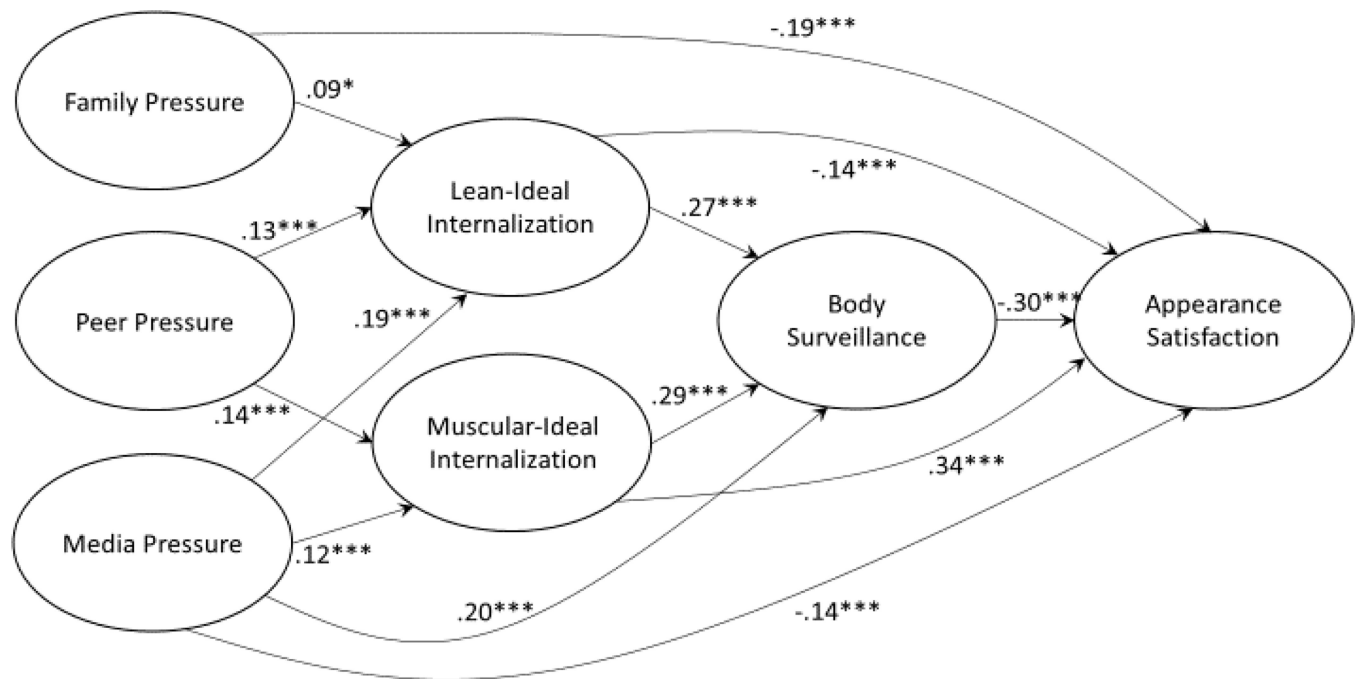 -.19***
Family Pressure
.09*
Lean-Ideal
Internalization
-.14***
.27***
.13***
Peer Pressure
.19***
Body
Surveillance
-.30***
Appearance
Satisfaction
.14***
Muscular-Ideal
Internalization
.29***
.34***
Media Pressure
.12***
.20***
-.14***